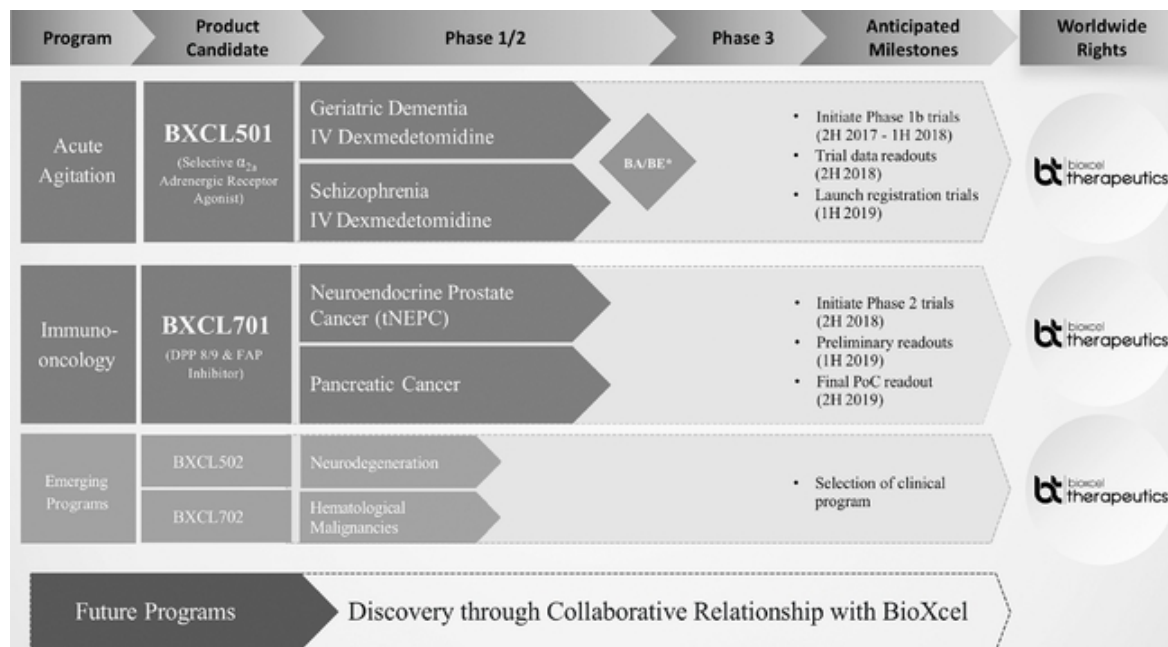 Program
Product
Candidate
Phase 1/2
Phase 3
Anticipated
Milestones
Worldwide
Rights
Acute
Agitation
BXCL501
(Selective α2a
Adrenergic Receptor
Agonist)
Geriatric Dementia
IV Dexmedetomidine
Schizophrenia
IV Dexmedetomidine
BA/BE*
• Initiate Phase 1b trials
(2H 2017 - 1H 2018)
• Trial data readouts
(2H 2018)
• Launch registration trials
(1H 2019)
bt bioxcel
therapeutics
Immuno-
oncology
BXCL701
(DPP 8/9 & FAP
Inhibitor)
Neuroendocrine Prostate
Cancer (tNEPC)
Pancreatic Cancer
• Initiate Phase 2 trials
(2H 2018)
• Preliminary readouts
(1H 2019)
• Final PoC readout
(2H 2019)
bt bioxcel
therapeutics
Emerging
Programs
BXCL502
Neurodegeneration
BXCL702
Hematological
Malignancies
• Selection of clinical
program
bt bioxcel
therapeutics
Future Programs
Discovery through Collaborative Relationship with BioXcel